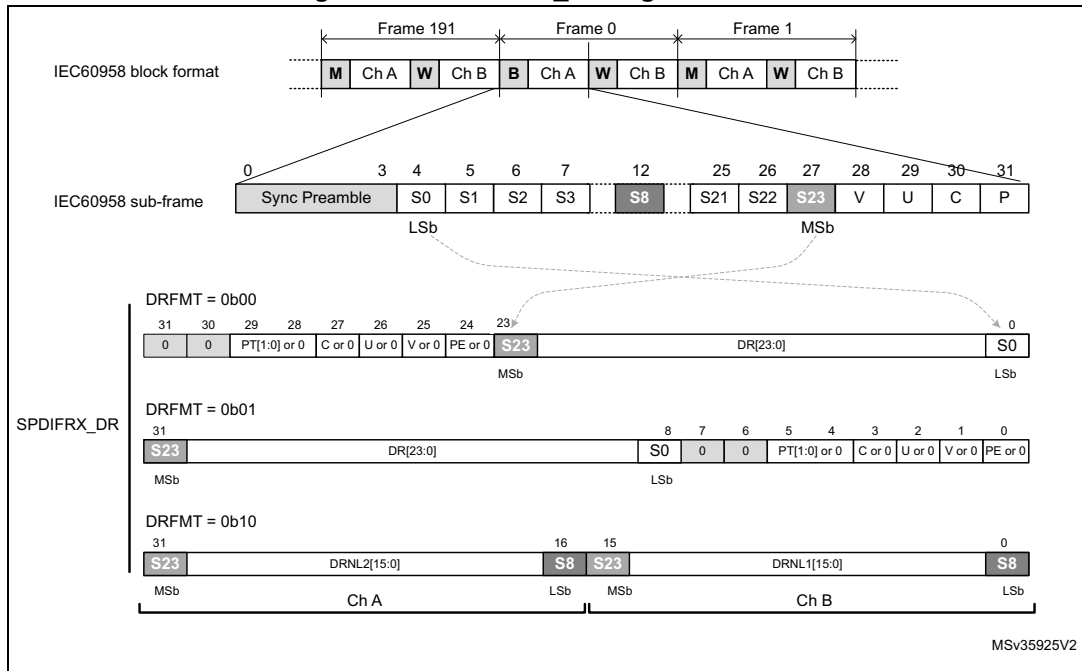 Frame 191 Frame 0 Frame 1
IEC60958 block format M Ch A W Ch B B Ch A W Ch B M Ch A W Ch B
0 3 4 5 6 7 12 25 26 27 28 29 30 31
IEC60958 sub-frame Sync Preamble S0 S1 S2 S3 S8 S21 S22 S23 V U C P
LSb MSb
DRFMT = 0b00
31 30 29 28 27 26 25 24 23 0
0 0 PT[1:0] or 0 C or 0 U or 0 V or 0 PE or 0 S23 DR[23:0] S0
MSb LSb
DRFMT = 0b01
SPDIFRX_DR
31 8 7 6 5 4 3 2 1 0
S23 DR[23:0] S0 0 0 PT[1:0] or 0 C or 0 U or 0 V or 0 PE or 0
MSb LSb
DRFMT = 0b10
31 16 15 0
S23 DRNL2[15:0] S8 S23 DRNL1[15:0] S8
MSb LSb MSb LSb
Ch A Ch B
MSv35925V2